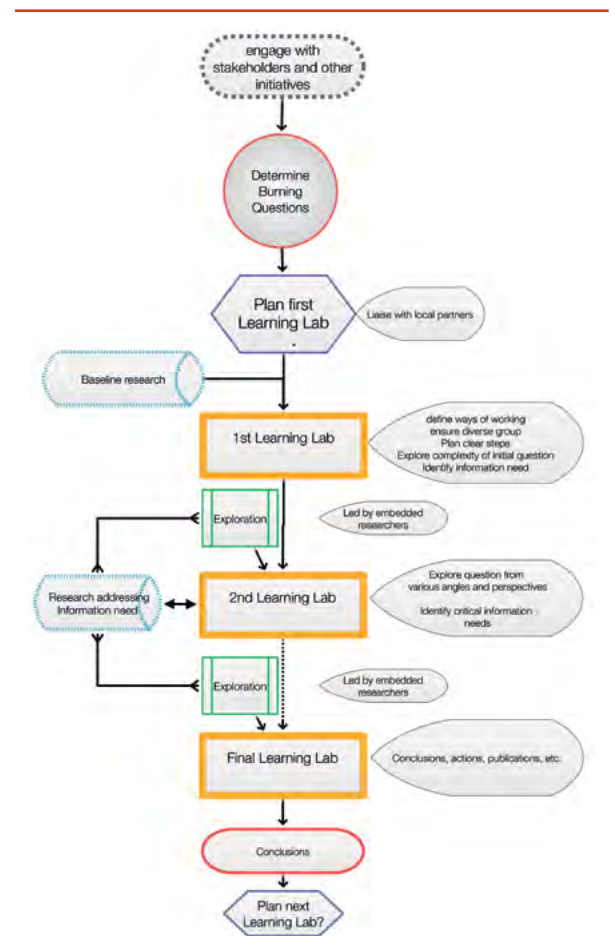 engage with
stakeholders and other
initiatives
Determine
Burning
Questions
Plan first
Learning Lab
Liaise with local partners
Baseline research
1st Learning Lab
define ways of working
ensure diverse group
Plan clear steps
Explore complexity of initial question
Identify information need
Exploration
Led by embedded
researchers
Research addressing
Information need
2nd Learning Lab
Explore question from
various angles and perspectives
Identify critical information
needs
Exploration
Led by embedded
researchers
Final Learning Lab
Conclusions, actions, publications, etc.
Conclusions
Plan next
Learning Lab?